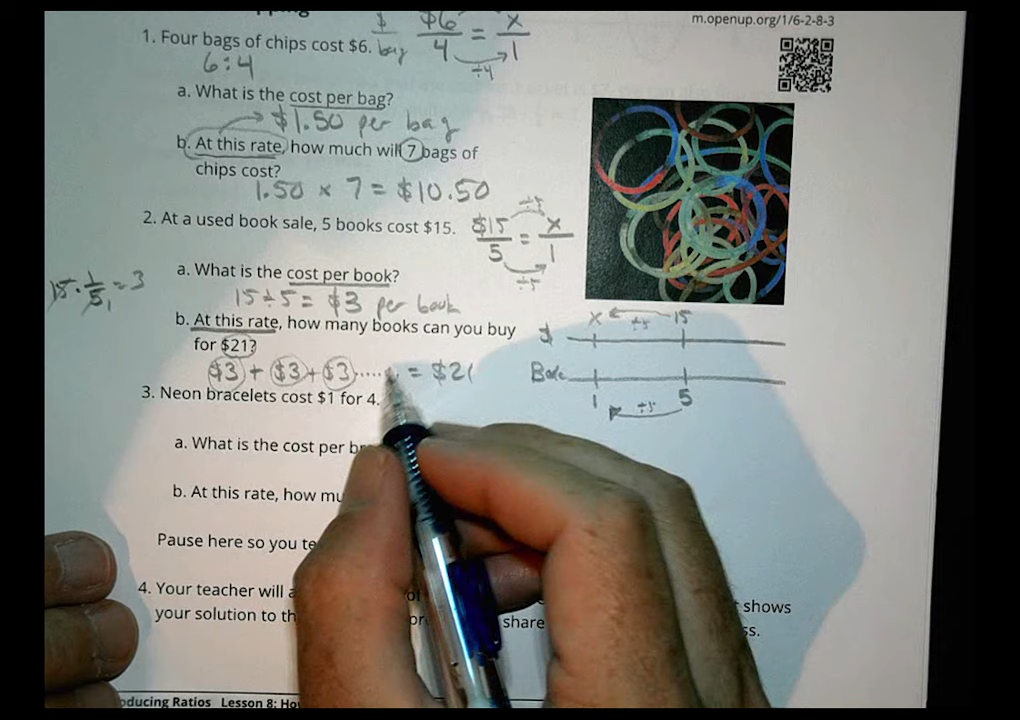 m.openup.org/1/6-2-8-3
$ $6 = x
1. Four bags of chips cost $6. bag 4 1
÷4
6:4
a. What is the cost per bag?
$1.50 per bag
b. At this rate, how much will 7 bags of
chips cost?
1.50 × 7 = $10.50
÷5
2. At a used book sale, 5 books cost $15. $15 = x
5 1
÷5
a. What is the cost per book?
15 · 1/5 = 3
15 ÷ 5 = $3 per book
b. At this rate, how many books can you buy
for $21?
$3 + $3 + $3 ..... = $21
x ÷5 15
$
1 ÷5 5
3. Neon bracelets cost $1 for 4.
a. What is the cost per
b. At this rate, how
Pause here so you
4. Your teacher will
shows
your solution to
share
Ratios Lesson 8: